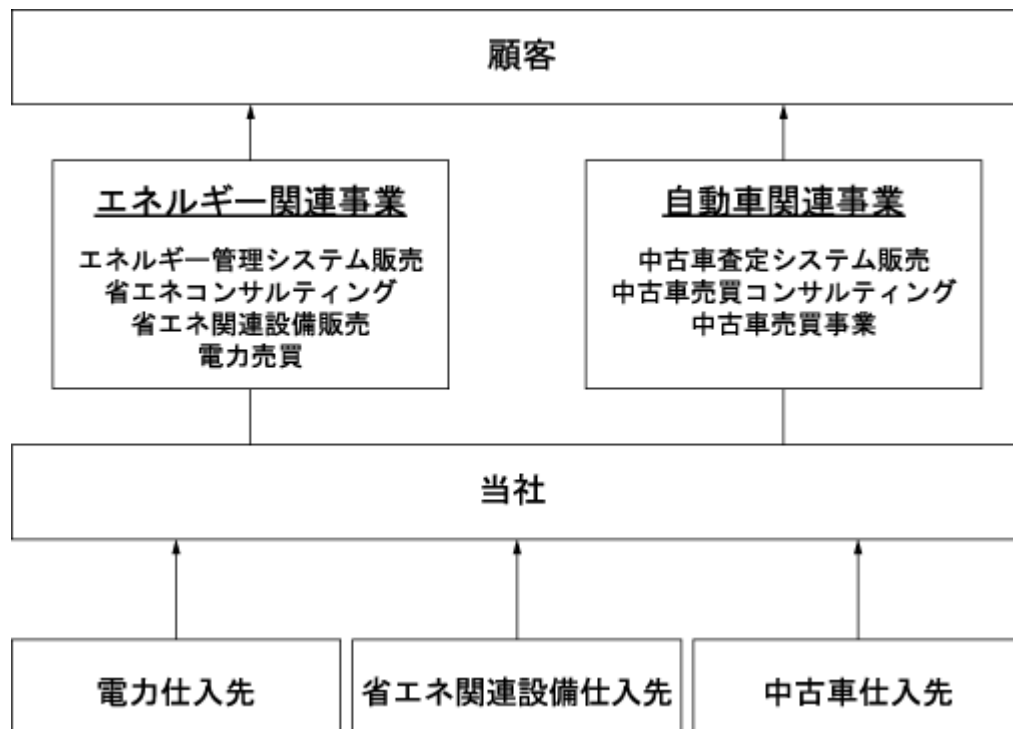 顧客
エネルギー関連事業
エネルギー管理システム販売
省エネコンサルティング
省エネ関連設備販売
電力売買
自動車関連事業
中古車査定システム販売
中古車売買コンサルティング
中古車売買事業
当社
電力仕入先
省エネ関連設備仕入先
中古車仕入先